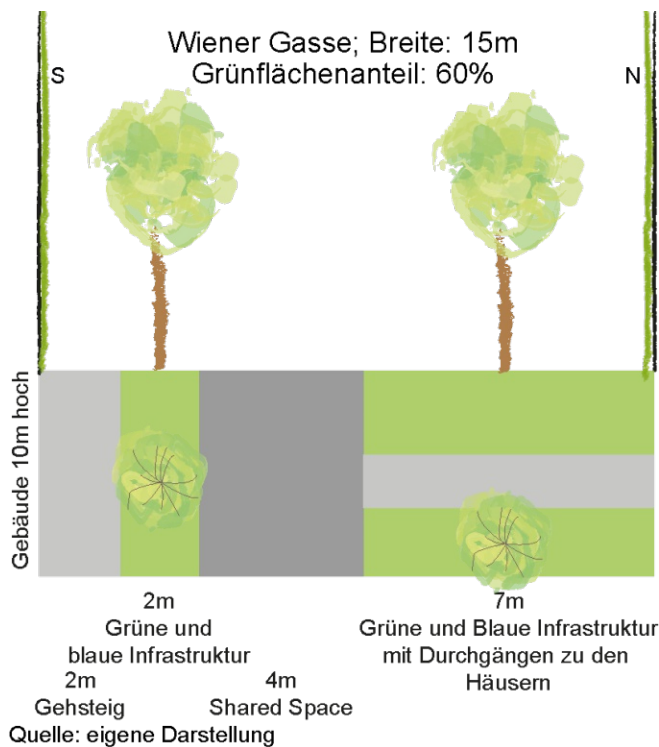 Wiener Gasse; Breite: 15m
Grünflächenanteil: 60%
S
N
Gebäude 10m hoch
2m
Grüne und
blaue Infrastruktur
7m
Grüne und Blaue Infrastruktur
mit Durchgängen zu den
Häusern
2m
Gehsteig
4m
Shared Space
Quelle: eigene Darstellung